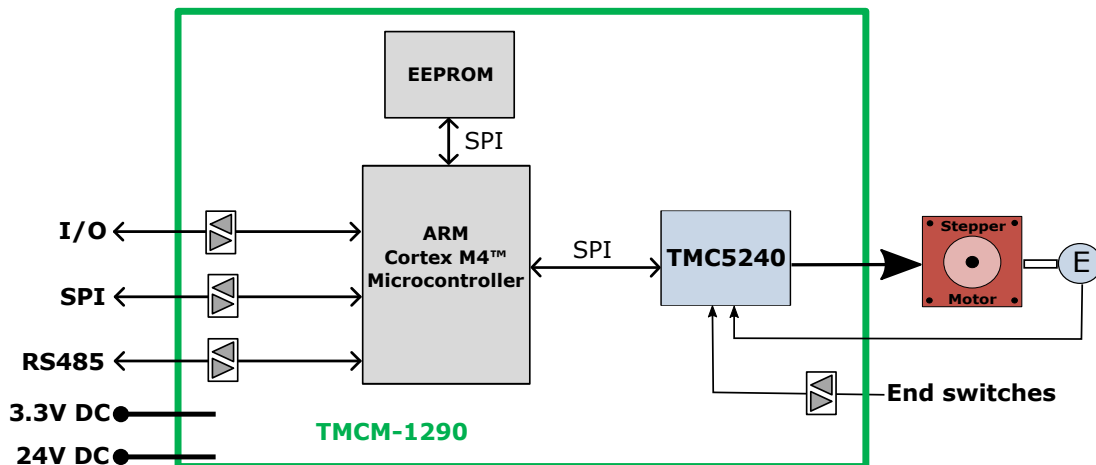 EEPROM
SPI
I/O
ARM
Cortex M4™
Microcontroller
SPI
TMC5240
Stepper
Motor
E
SPI
RS485
End switches
3.3V DC
TMCM-1290
24V DC